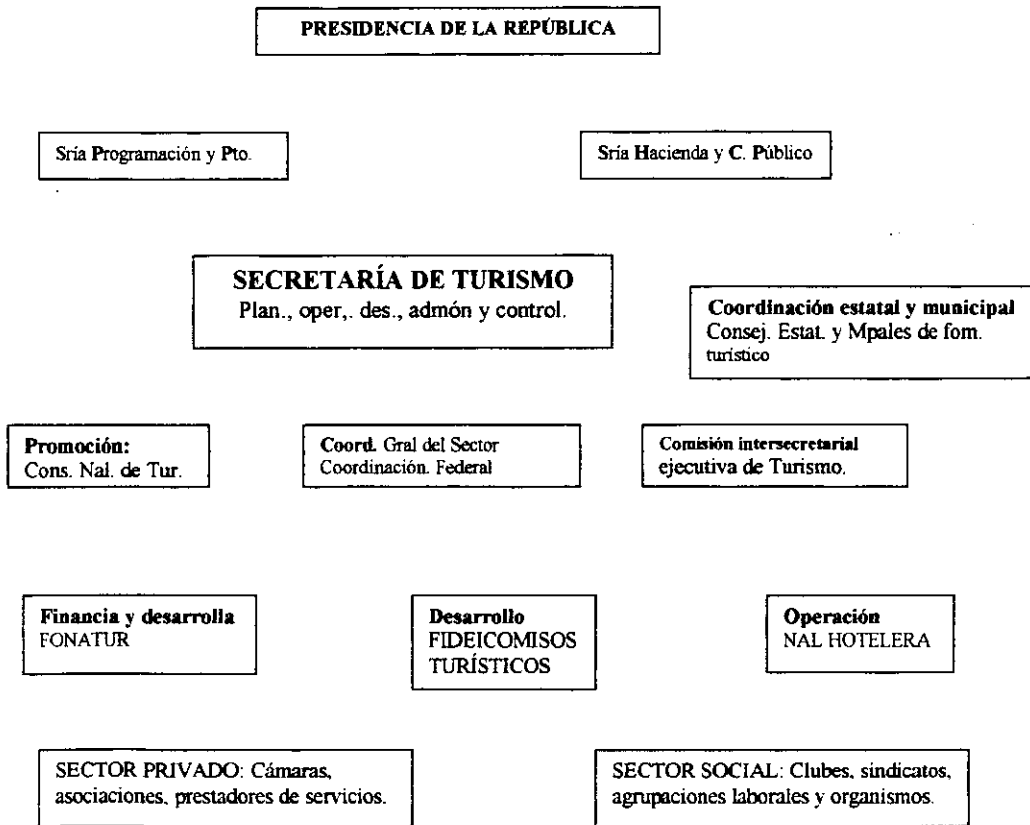 PRESIDENCIA DE LA REPÚBLICA
Sría Programación y Pto.
Sría Hacienda y C. Público
SECRETARÍA DE TURISMO
Plan., oper,. des., admón y control.
Coordinación estatal y municipal
Consej. Estat. y Mpales de fom.
turístico
Promoción:
Cons. Nal. de Tur.
Coord. Gral del Sector
Coordinación. Federal
Comisión intersecretarial
ejecutiva de Turismo.
Financia y desarrolla
FONATUR
Desarrollo
FIDEICOMISOS
TURÍSTICOS
Operación
NAL HOTELERA
SECTOR PRIVADO: Cámaras,
asociaciones, prestadores de servicios.
SECTOR SOCIAL: Clubes, sindicatos,
agrupaciones laborales y organismos.